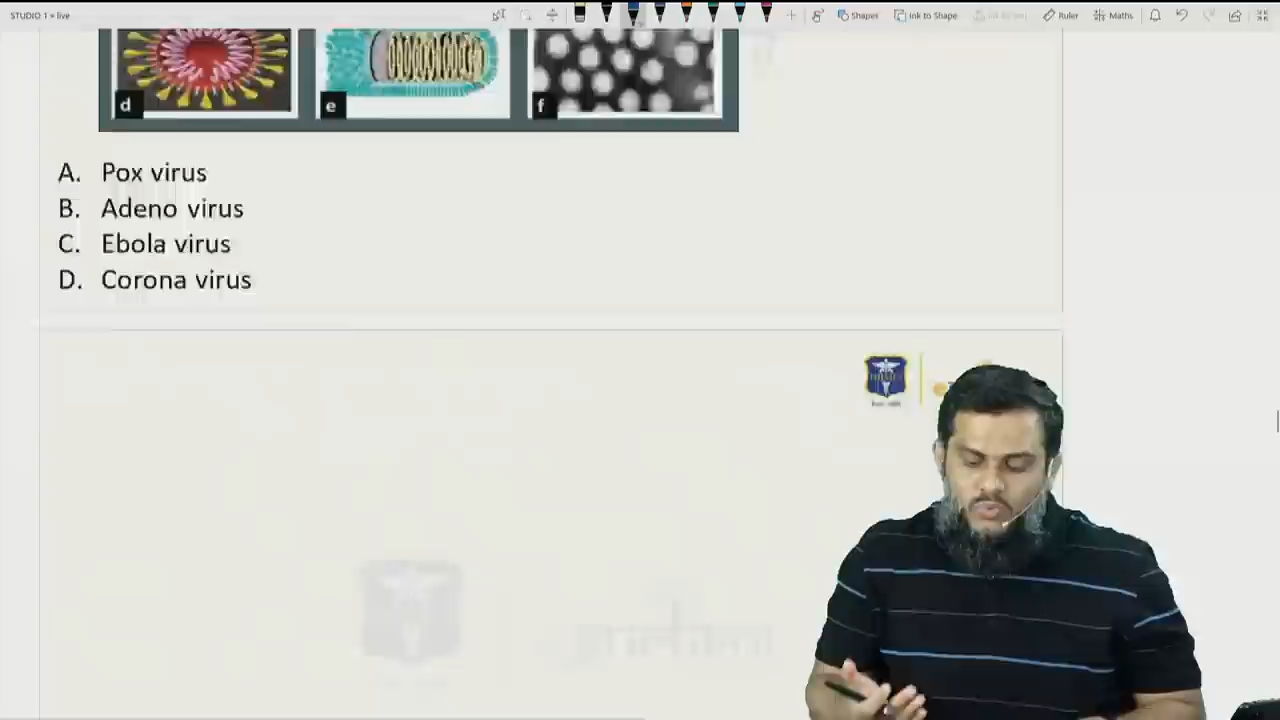 STUDIO 1 • live
Shapes
Ink to Shape
Ruler
Maths
d
e
f
A. Pox virus
B. Adeno virus
C. Ebola virus
D. Corona virus